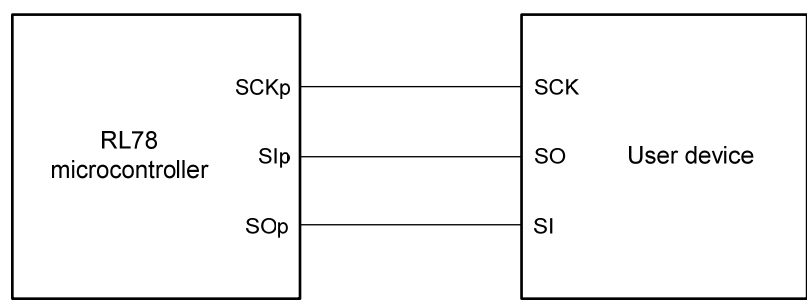 SCKp
SCK
RL78
microcontroller
SIp
SO
User device
SOp
SI